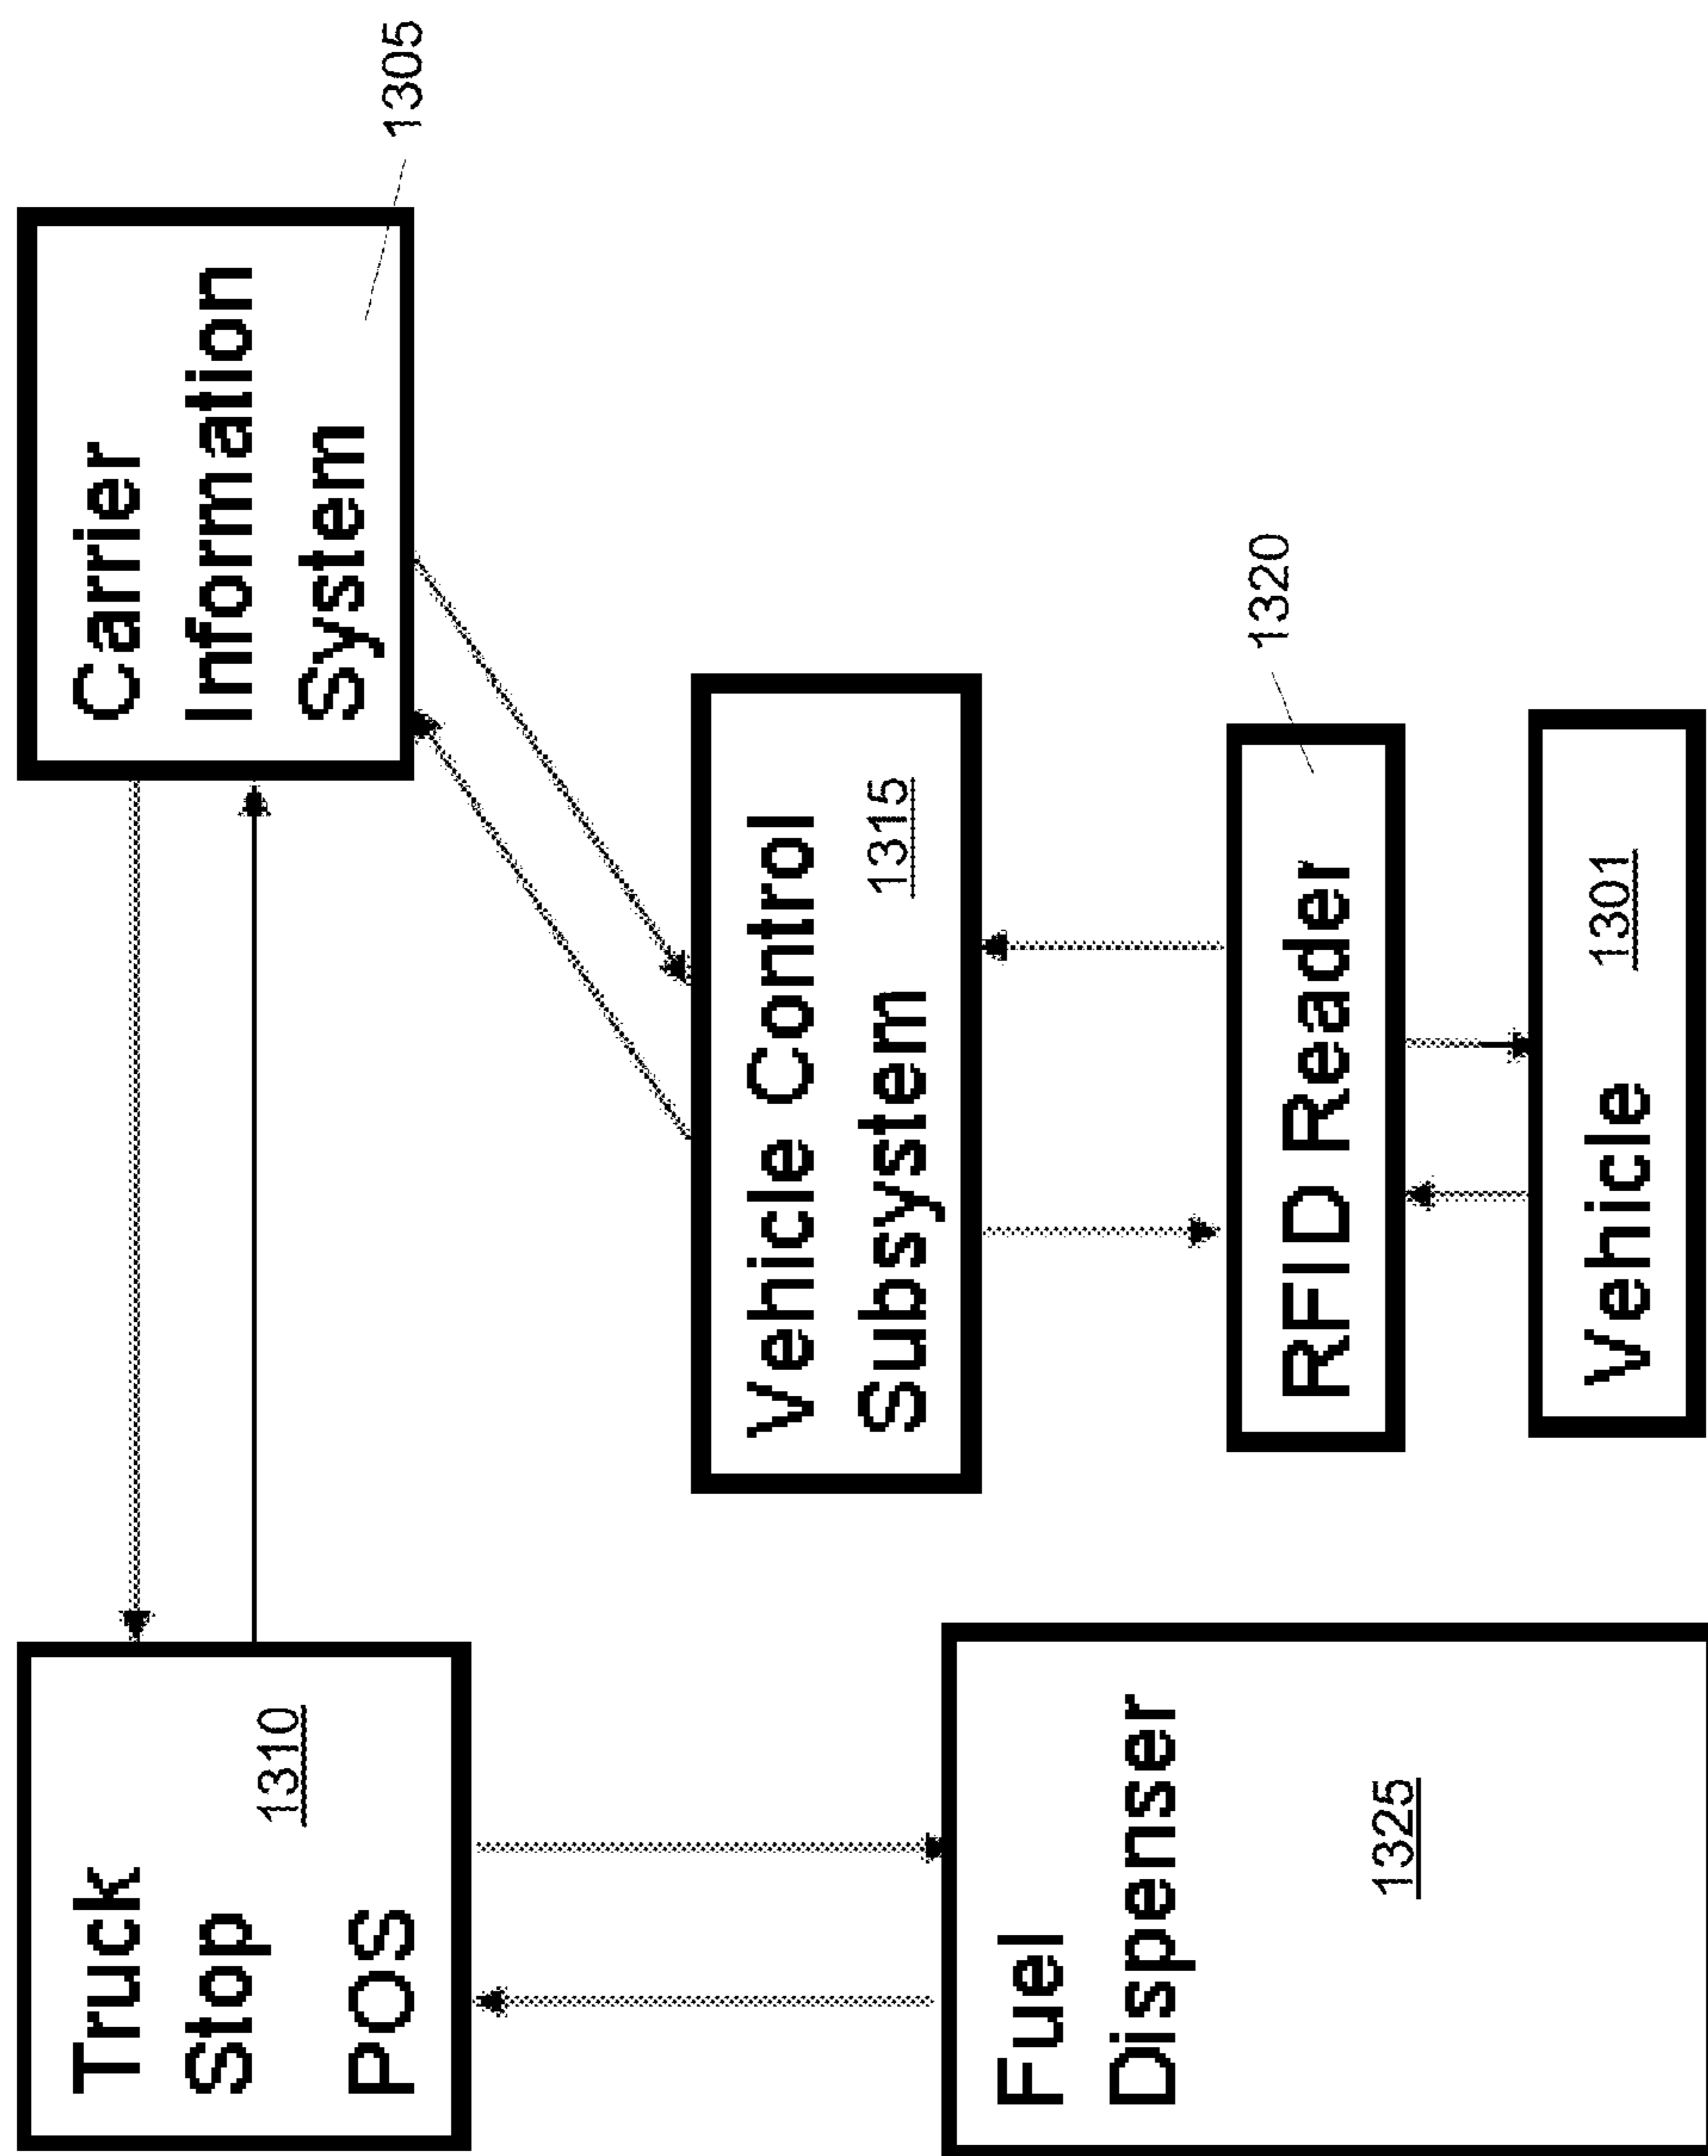 Truck
Stop
1310
POS
Carrier
Information
System
1305
Vehicle Control
Subsystem
1315
Fuel
Dispenser
1325
RFID Reader
1320
Vehicle
1301